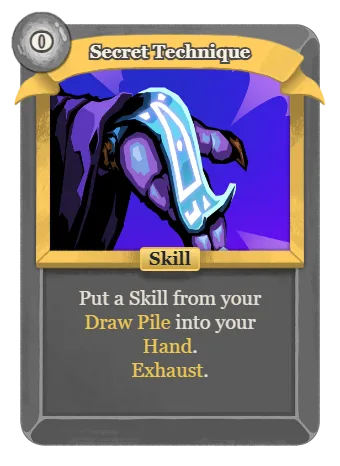 0
Secret Technique
Skill
Put a Skill from your
Draw Pile into your
Hand.
Exhaust.